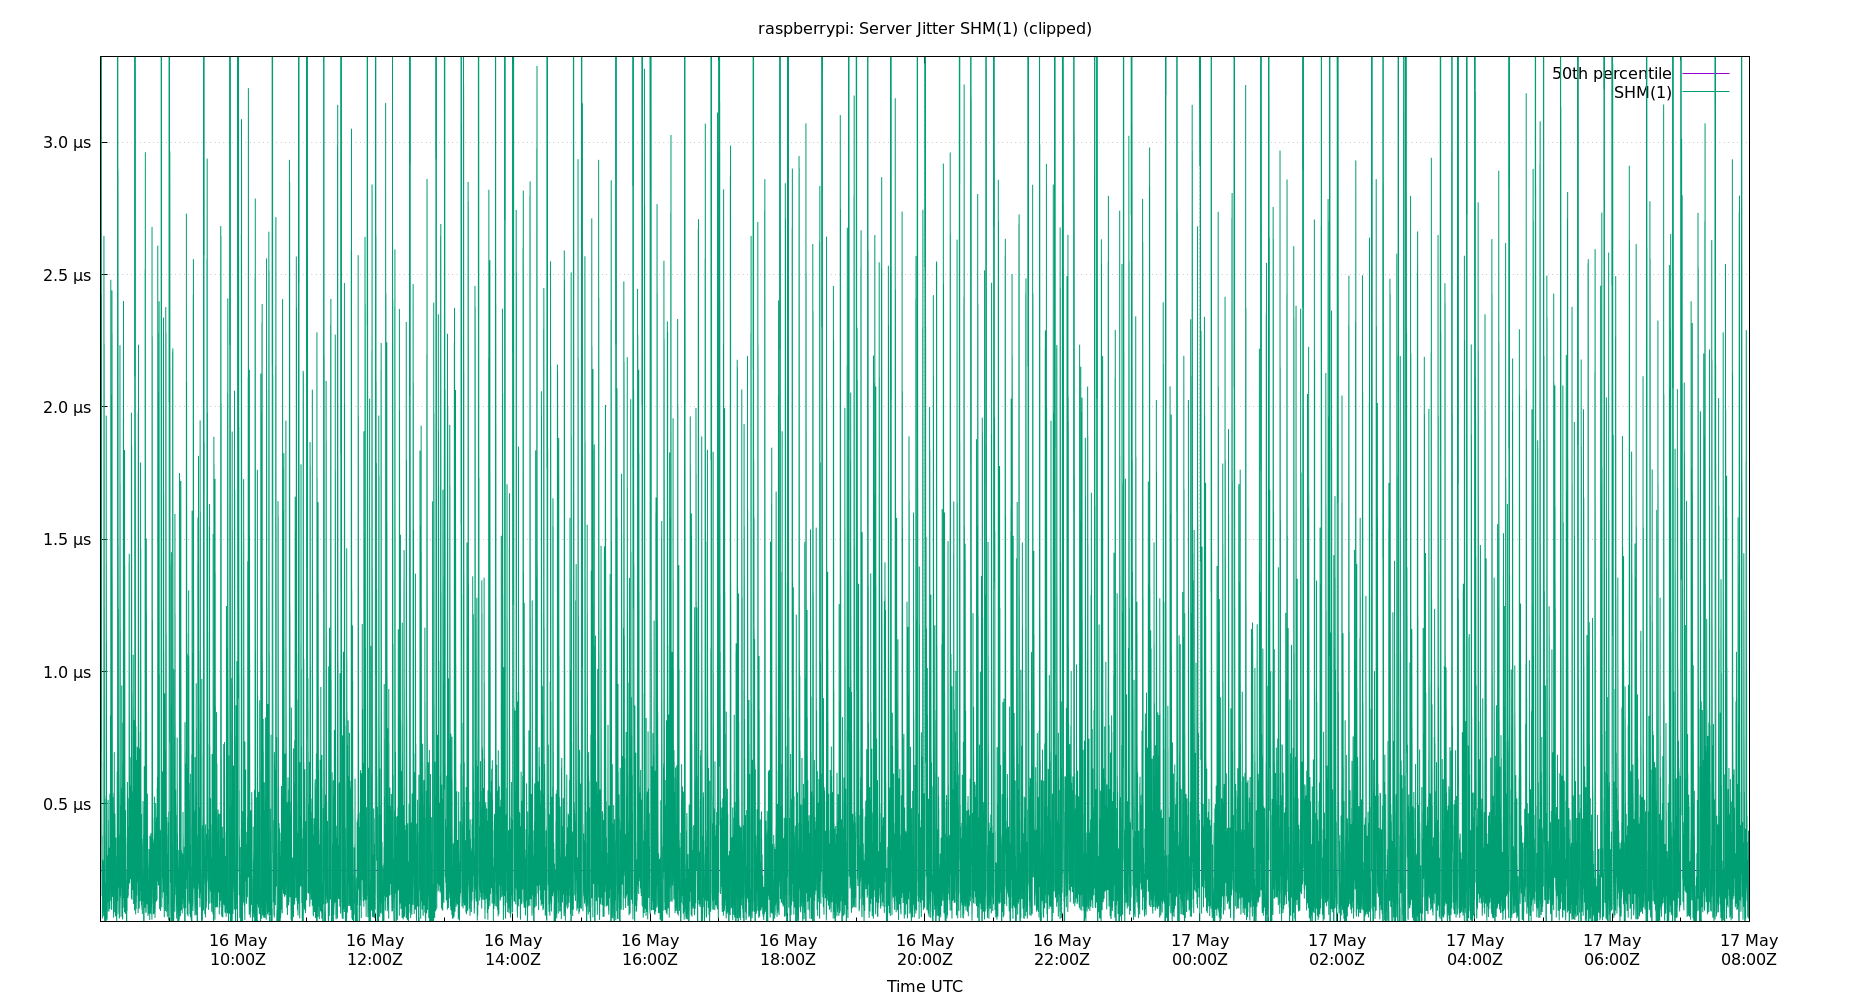 raspberrypi: Server Jitter SHM(1) (clipped)
50th percentile
SHM(1)
3.0 µs
2.5 µs
2.0 µs
1.5 µs
1.0 µs
0.5 µs
16 May 16 May 16 May 16 May 16 May 16 May 16 May 17 May 17 May 17 May 17 May 17 May
10:00Z 12:00Z 14:00Z 16:00Z 18:00Z 20:00Z 22:00Z 00:00Z 02:00Z 04:00Z 06:00Z 08:00Z
Time UTC